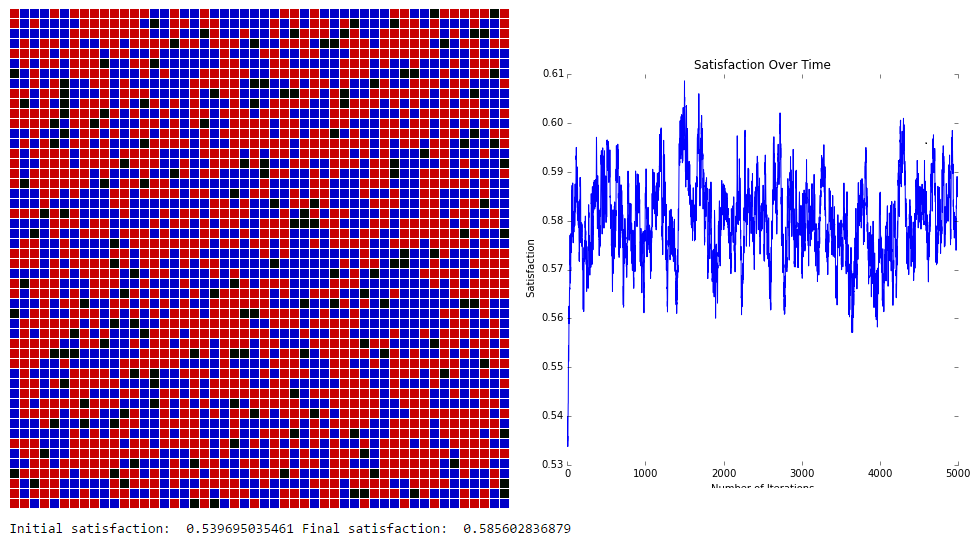 Satisfaction Over Time
0.61
0.60
0.59
0.58
0.57
0.56
0.55
0.54
0.53
Satisfaction
0 1000 2000 3000 4000 5000
Number of Iterations
Initial satisfaction: 0.539695035461 Final satisfaction: 0.585602836879